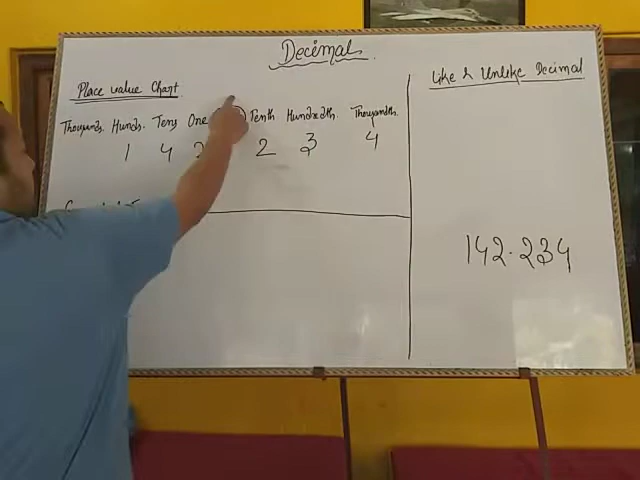 Decimal.
Place value Chart
Like & Unlike Decimal
Thousands. Hunds. Tens One Tenth Hundredth. Thousandth.
1 4 2 2 3 4
142.234